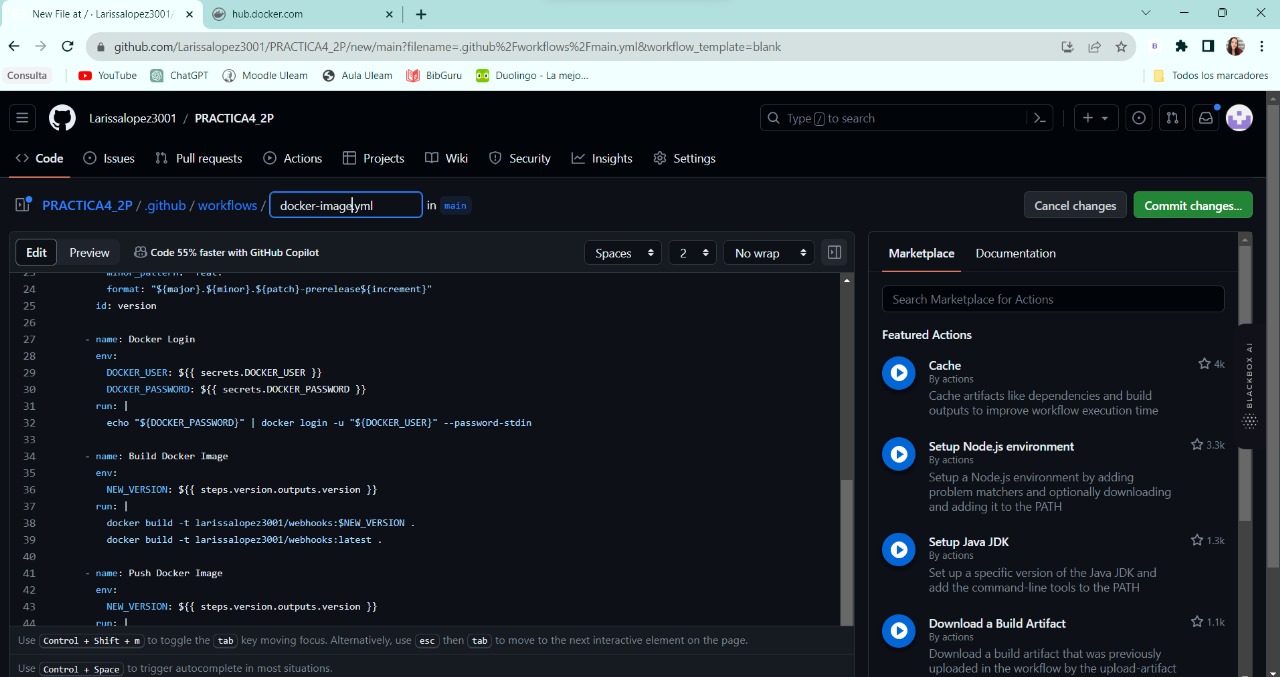 New File at / · Larissalopez3001/
hub.docker.com
github.com/Larissalopez3001/PRACTICA4_2P/new/main?filename=.github%2Fworkflows%2Fmain.yml&workflow_template=blank
Consulta YouTube ChatGPT Moodle Uleam Aula Uleam BibGuru Duolingo - La mejo... Todos los marcadores
Larissalopez3001 / PRACTICA4_2P
Type / to search
Code Issues Pull requests Actions Projects Wiki Security Insights Settings
PRACTICA4_2P / .github / workflows / docker-image.yml in main
Cancel changes Commit changes...
Edit Preview Code 55% faster with GitHub Copilot Spaces 2 No wrap
23 minor_pattern: "feat:"
24 format: "${major}.${minor}.${patch}-prerelease${increment}"
25 id: version
26
27 - name: Docker Login
28 env:
29 DOCKER_USER: ${{ secrets.DOCKER_USER }}
30 DOCKER_PASSWORD: ${{ secrets.DOCKER_PASSWORD }}
31 run: |
32 echo "${DOCKER_PASSWORD}" | docker login -u "${DOCKER_USER}" --password-stdin
33
34 - name: Build Docker Image
35 env:
36 NEW_VERSION: ${{ steps.version.outputs.version }}
37 run: |
38 docker build -t larissalopez3001/webhooks:$NEW_VERSION .
39 docker build -t larissalopez3001/webhooks:latest .
40
41 - name: Push Docker Image
42 env:
43 NEW_VERSION: ${{ steps.version.outputs.version }}
44 run: |
Use Control + Shift + m to toggle the tab key moving focus. Alternatively, use esc then tab to move to the next interactive element on the page.
Use Control + Space to trigger autocomplete in most situations.
Marketplace Documentation
Search Marketplace for Actions
Featured Actions
Cache 4k
By actions
Cache artifacts like dependencies and build
outputs to improve workflow execution time
Setup Node.js environment 3.3k
By actions
Setup a Node.js environment by adding
problem matchers and optionally downloading
and adding it to the PATH
Setup Java JDK 1.3k
By actions
Set up a specific version of the Java JDK and
add the command-line tools to the PATH
Download a Build Artifact 1.1k
By actions
Download a build artifact that was previously
uploaded in the workflow by the upload-artifact
BLACKBOX AI